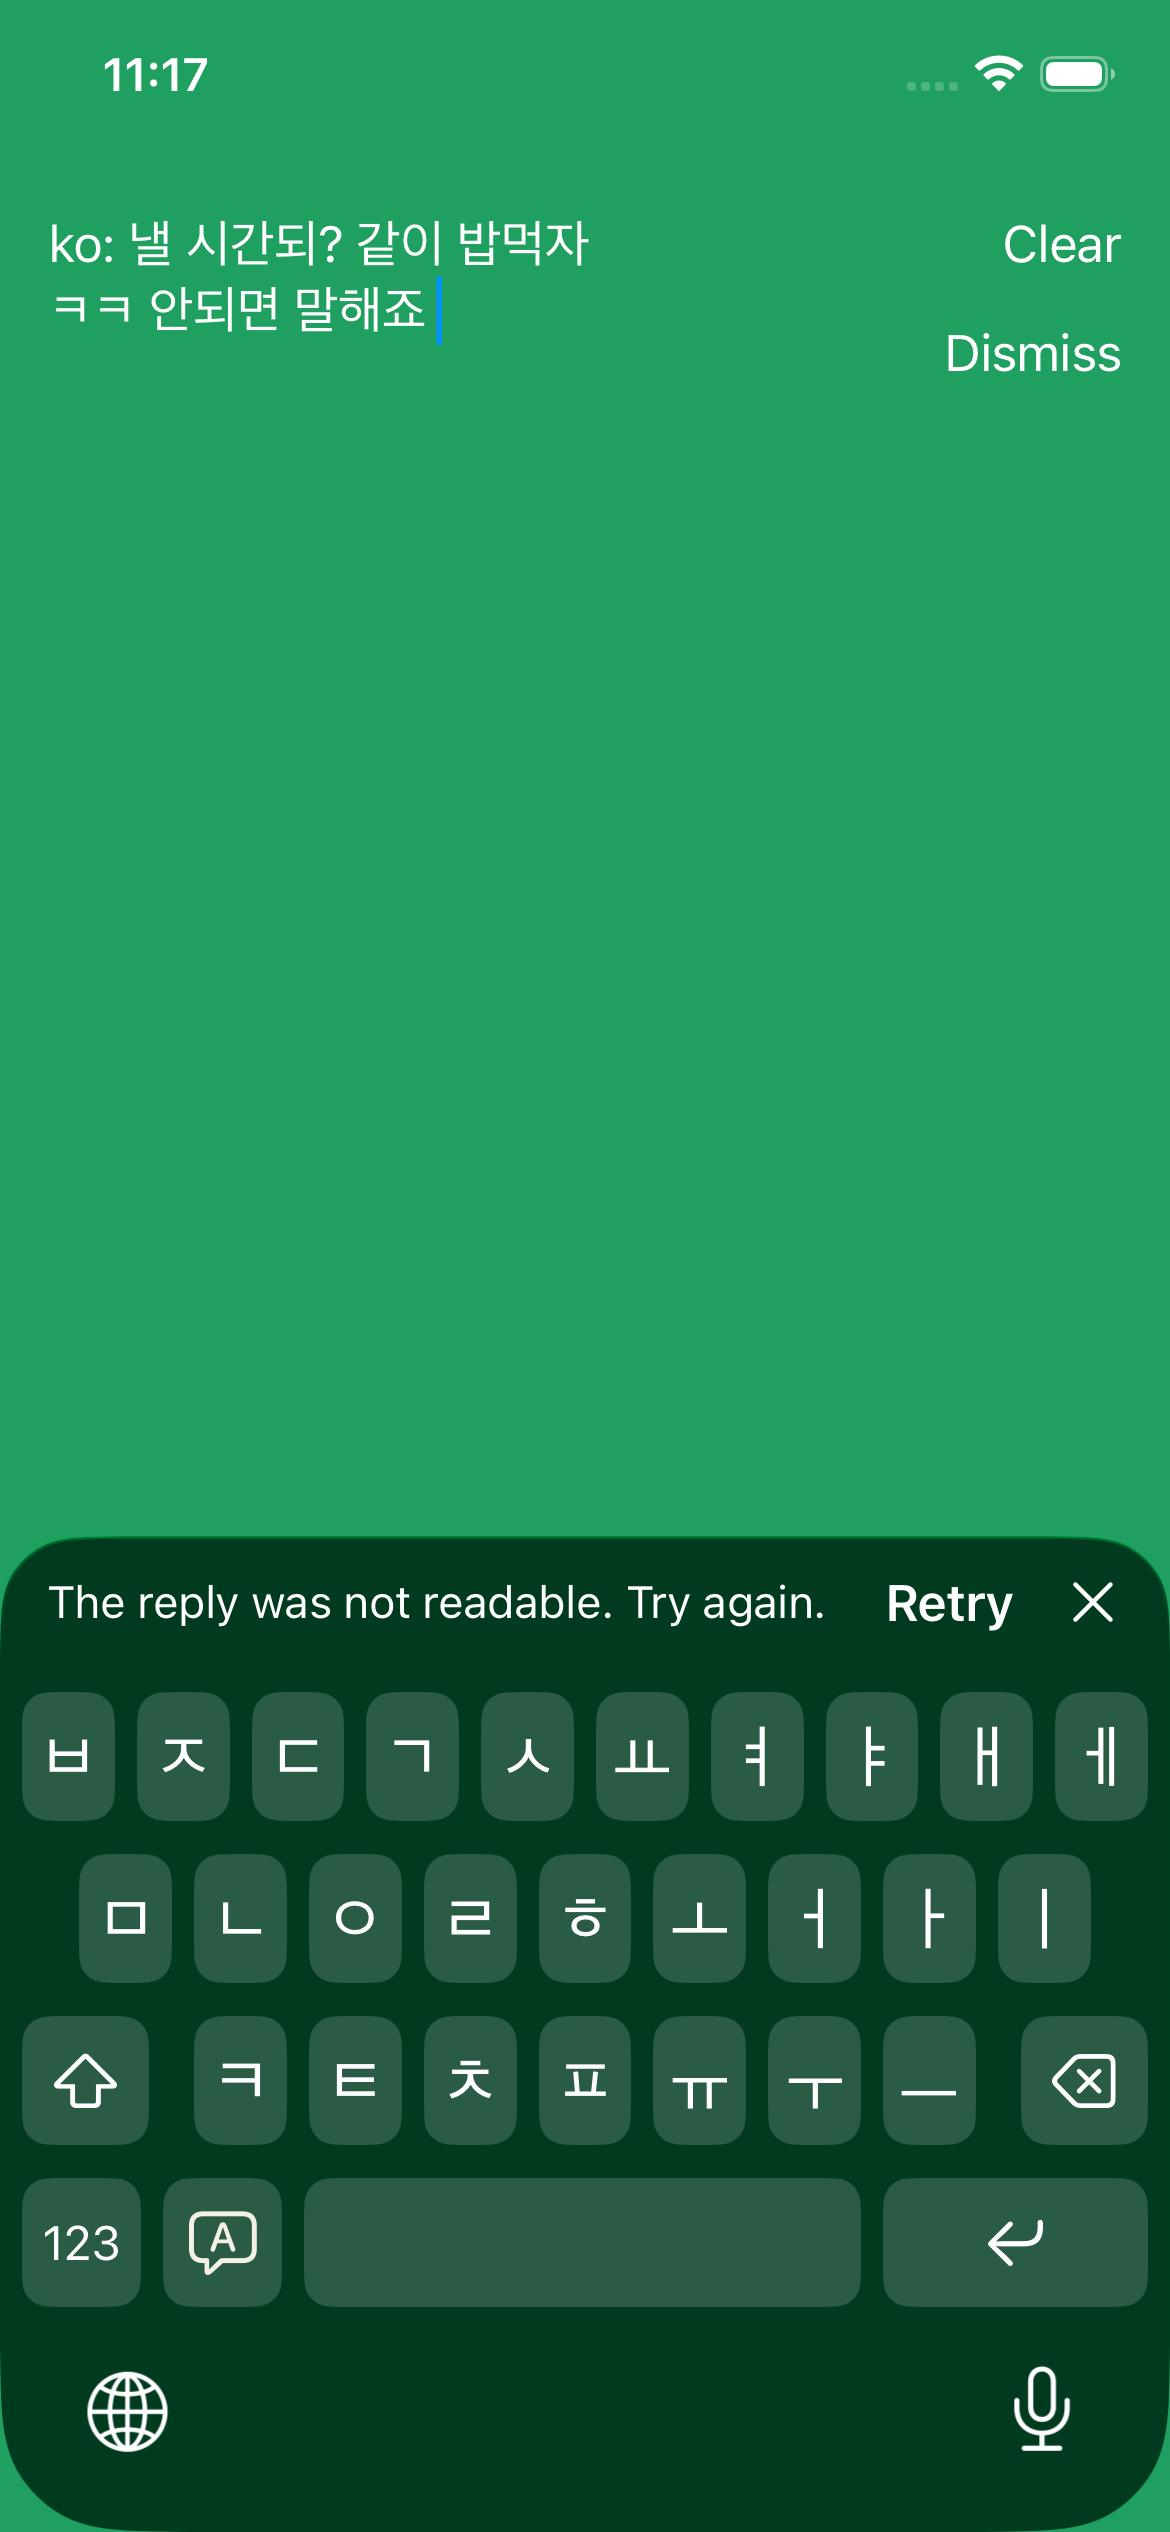 11:17
ko: 낼 시간되? 같이 밥먹자
ㅋㅋ 안되면 말해죠
Clear
Dismiss
The reply was not readable. Try again.
Retry
ㅂ ㅈ ㄷ ㄱ ㅅ ㅛ ㅕ ㅑ ㅐ ㅔ
ㅁ ㄴ ㅇ ㄹ ㅎ ㅗ ㅓ ㅏ ㅣ
ㅋ ㅌ ㅊ ㅍ ㅠ ㅜ ㅡ
123 A